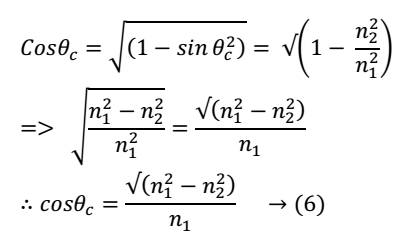 Cosθ_c = √((1 − sin θ_c^2)) = √(1 − n_2^2/n_1^2)
=> √((n_1^2 − n_2^2)/n_1^2) = √(n_1^2 − n_2^2)/n_1
∴ cosθ_c = √(n_1^2 − n_2^2)/n_1 → (6)